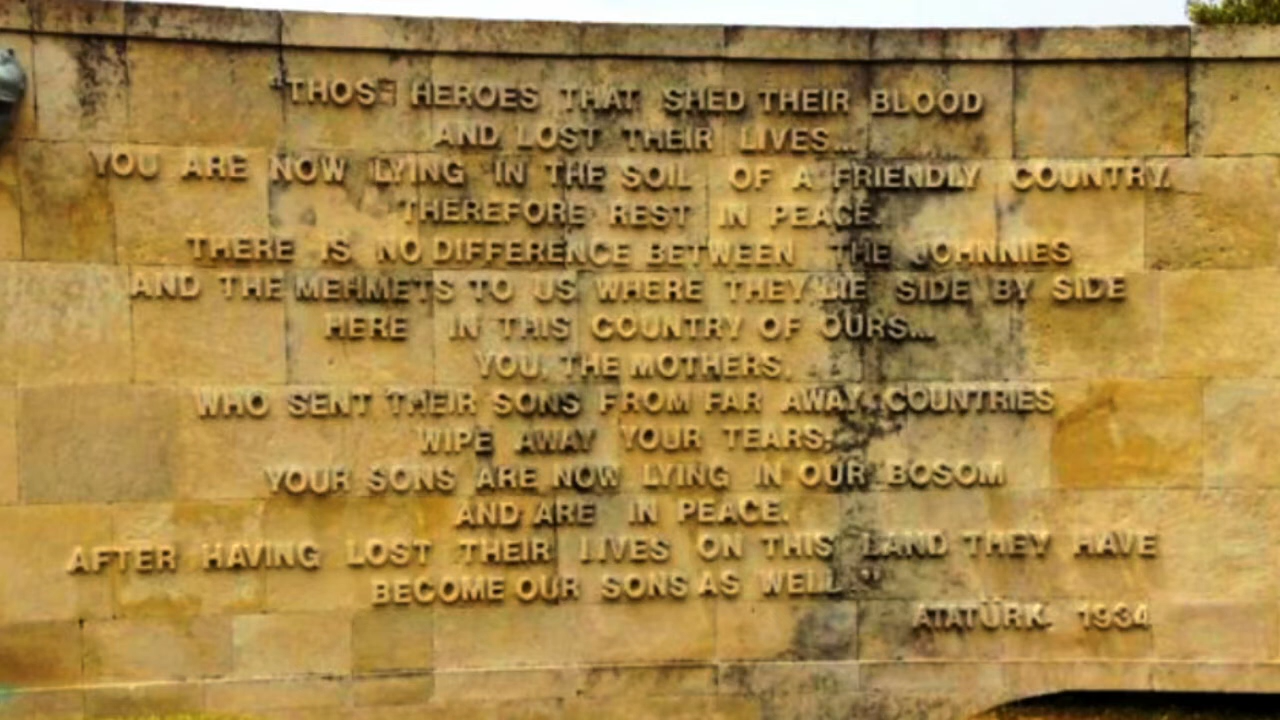 "THOSE HEROES THAT SHED THEIR BLOOD
AND LOST THEIR LIVES...
YOU ARE NOW LYING IN THE SOIL OF A FRIENDLY COUNTRY.
THEREFORE REST IN PEACE.
THERE IS NO DIFFERENCE BETWEEN THE JOHNNIES
AND THE MEHMETS TO US WHERE THEY LIE SIDE BY SIDE
HERE IN THIS COUNTRY OF OURS...
YOU, THE MOTHERS,
WHO SENT THEIR SONS FROM FAR AWAY COUNTRIES
WIPE AWAY YOUR TEARS;
YOUR SONS ARE NOW LYING IN OUR BOSOM
AND ARE IN PEACE.
AFTER HAVING LOST THEIR LIVES ON THIS LAND THEY HAVE
BECOME OUR SONS AS WELL."
ATATÜRK. 1934